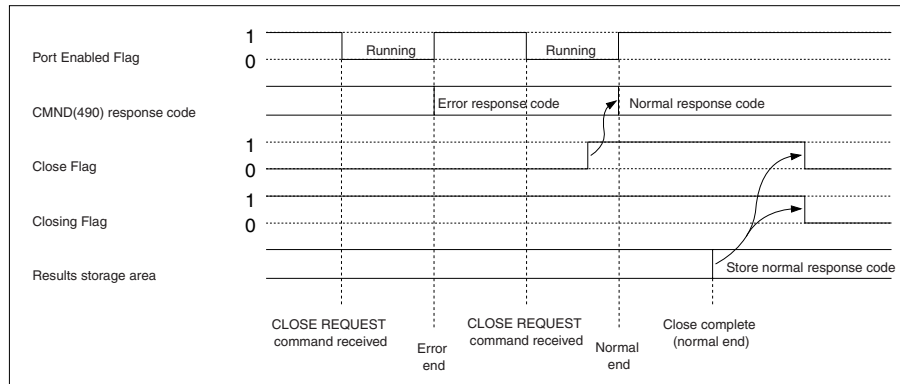 1
Port Enabled Flag
0
Running
Running
CMND(490) response code
Error response code
Normal response code
1
Close Flag
0
1
Closing Flag
0
Results storage area
Store normal response code
CLOSE REQUEST
command received
Error
end
CLOSE REQUEST
command received
Normal
end
Close complete
(normal end)